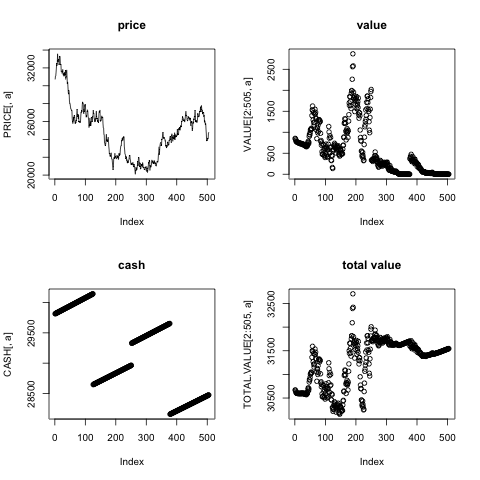 price
PRICE[, a]
20000 26000 32000
0 100 200 300 400 500
Index
value
VALUE[2:505, a]
0 500 1500 2500
0 100 200 300 400 500
Index
cash
CASH[, a]
28500 29500
0 100 200 300 400 500
Index
total value
TOTAL.VALUE[2:505, a]
30500 31500 32500
0 100 200 300 400 500
Index